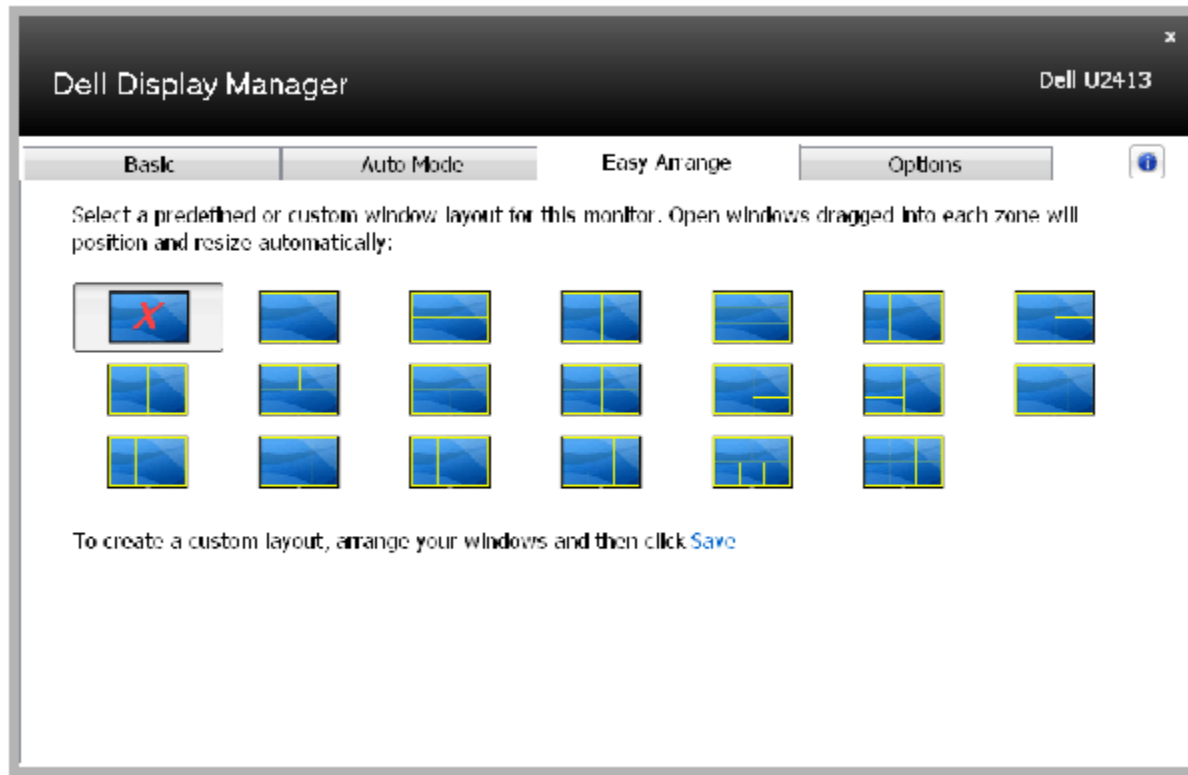 x
Dell Display Manager
Dell U2413
Basic
Auto Mode
Easy Arrange
Options
Select a predefined or custom window layout for this monitor. Open windows dragged into each zone will
position and resize automatically:
X
To create a custom layout, arrange your windows and then click Save